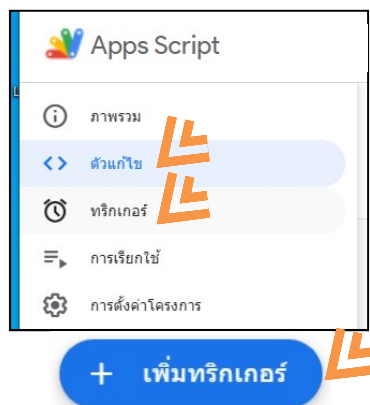 Apps Script
ภาพรวม
ตัวแก้ไข
ทริกเกอร์
การเรียกใช้
การตั้งค่าโครงการ
+ เพิ่มทริกเกอร์